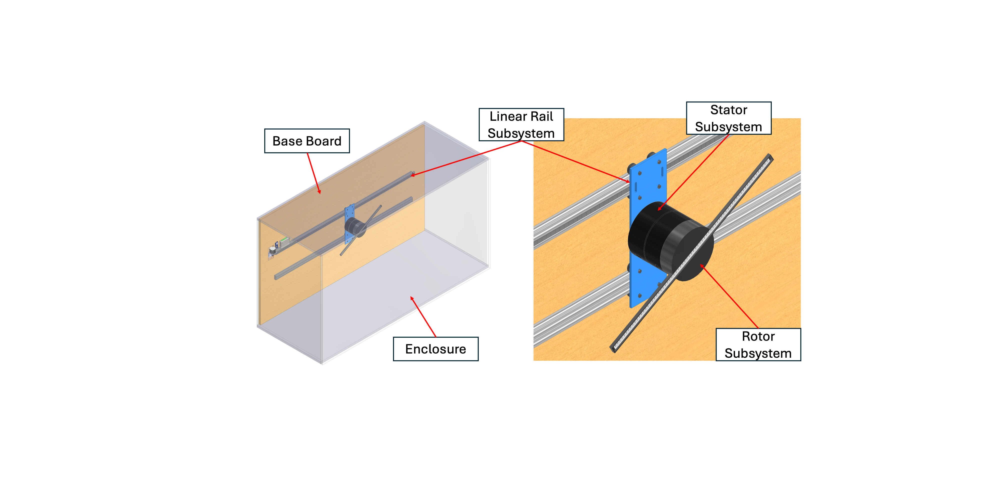 Base Board
Linear Rail
Subsystem
Stator
Subsystem
Enclosure
Rotor
Subsystem